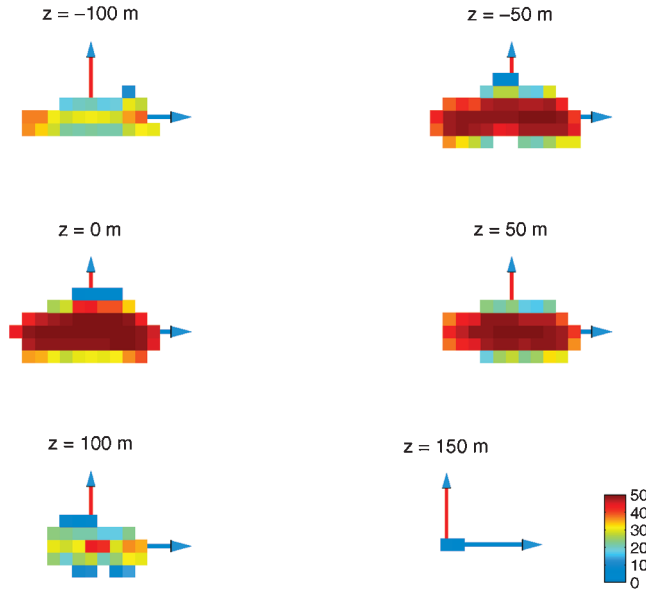 z = −100 m
z = −50 m
z = 0 m
z = 50 m
z = 100 m
z = 150 m
50
40
30
20
10
0